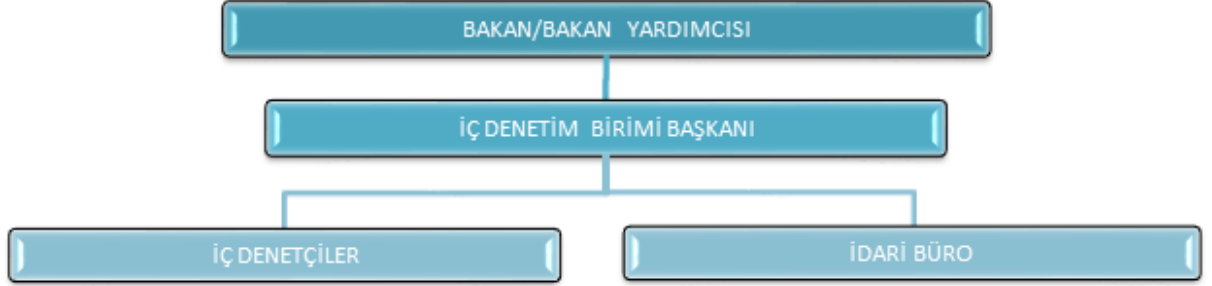 BAKAN/BAKAN YARDIMCISI
İÇ DENETİM BİRİMİ BAŞKANI
İÇ DENETÇİLER
İDARİ BÜRO